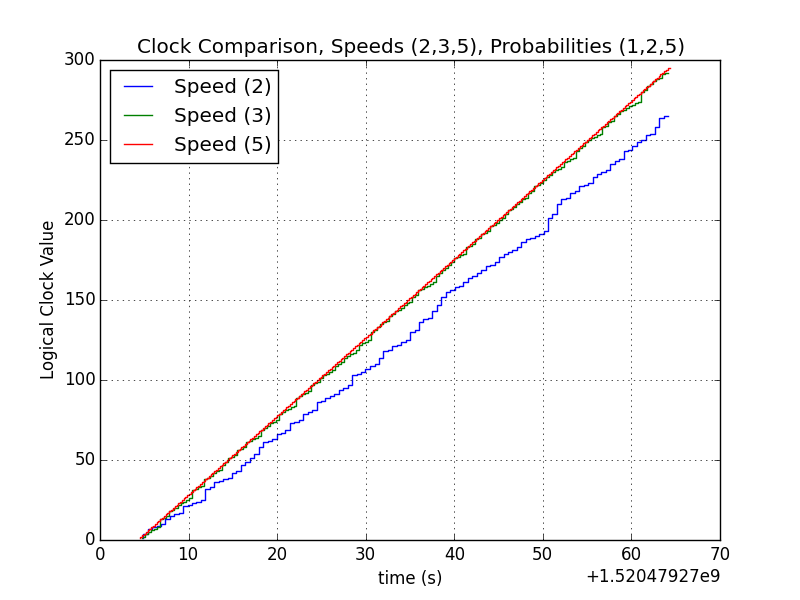 Clock Comparison, Speeds (2,3,5), Probabilities (1,2,5)
300
250
200
150
100
50
0
Logical Clock Value
Speed (2)
Speed (3)
Speed (5)
0 10 20 30 40 50 60 70
time (s)
+1.52047927e9